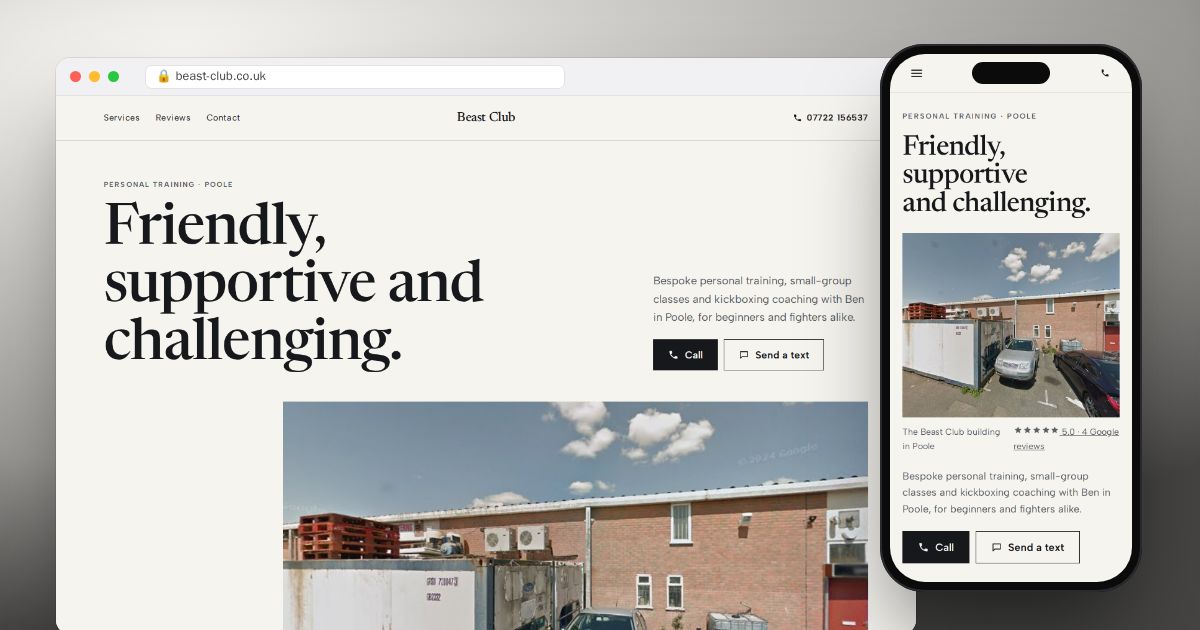 beast-club.co.uk
Services Reviews Contact
Beast Club
07722 156537
PERSONAL TRAINING · POOLE
Friendly,
supportive and
challenging.
Bespoke personal training, small-group
classes and kickboxing coaching with Ben
in Poole, for beginners and fighters alike.
Call
Send a text
© 2024 Google
PERSONAL TRAINING · POOLE
Friendly,
supportive
and challenging.
The Beast Club building
in Poole
★★★★★ 5.0 · 4 Google
reviews
Bespoke personal training, small-group
classes and kickboxing coaching with Ben in
Poole, for beginners and fighters alike.
Call
Send a text